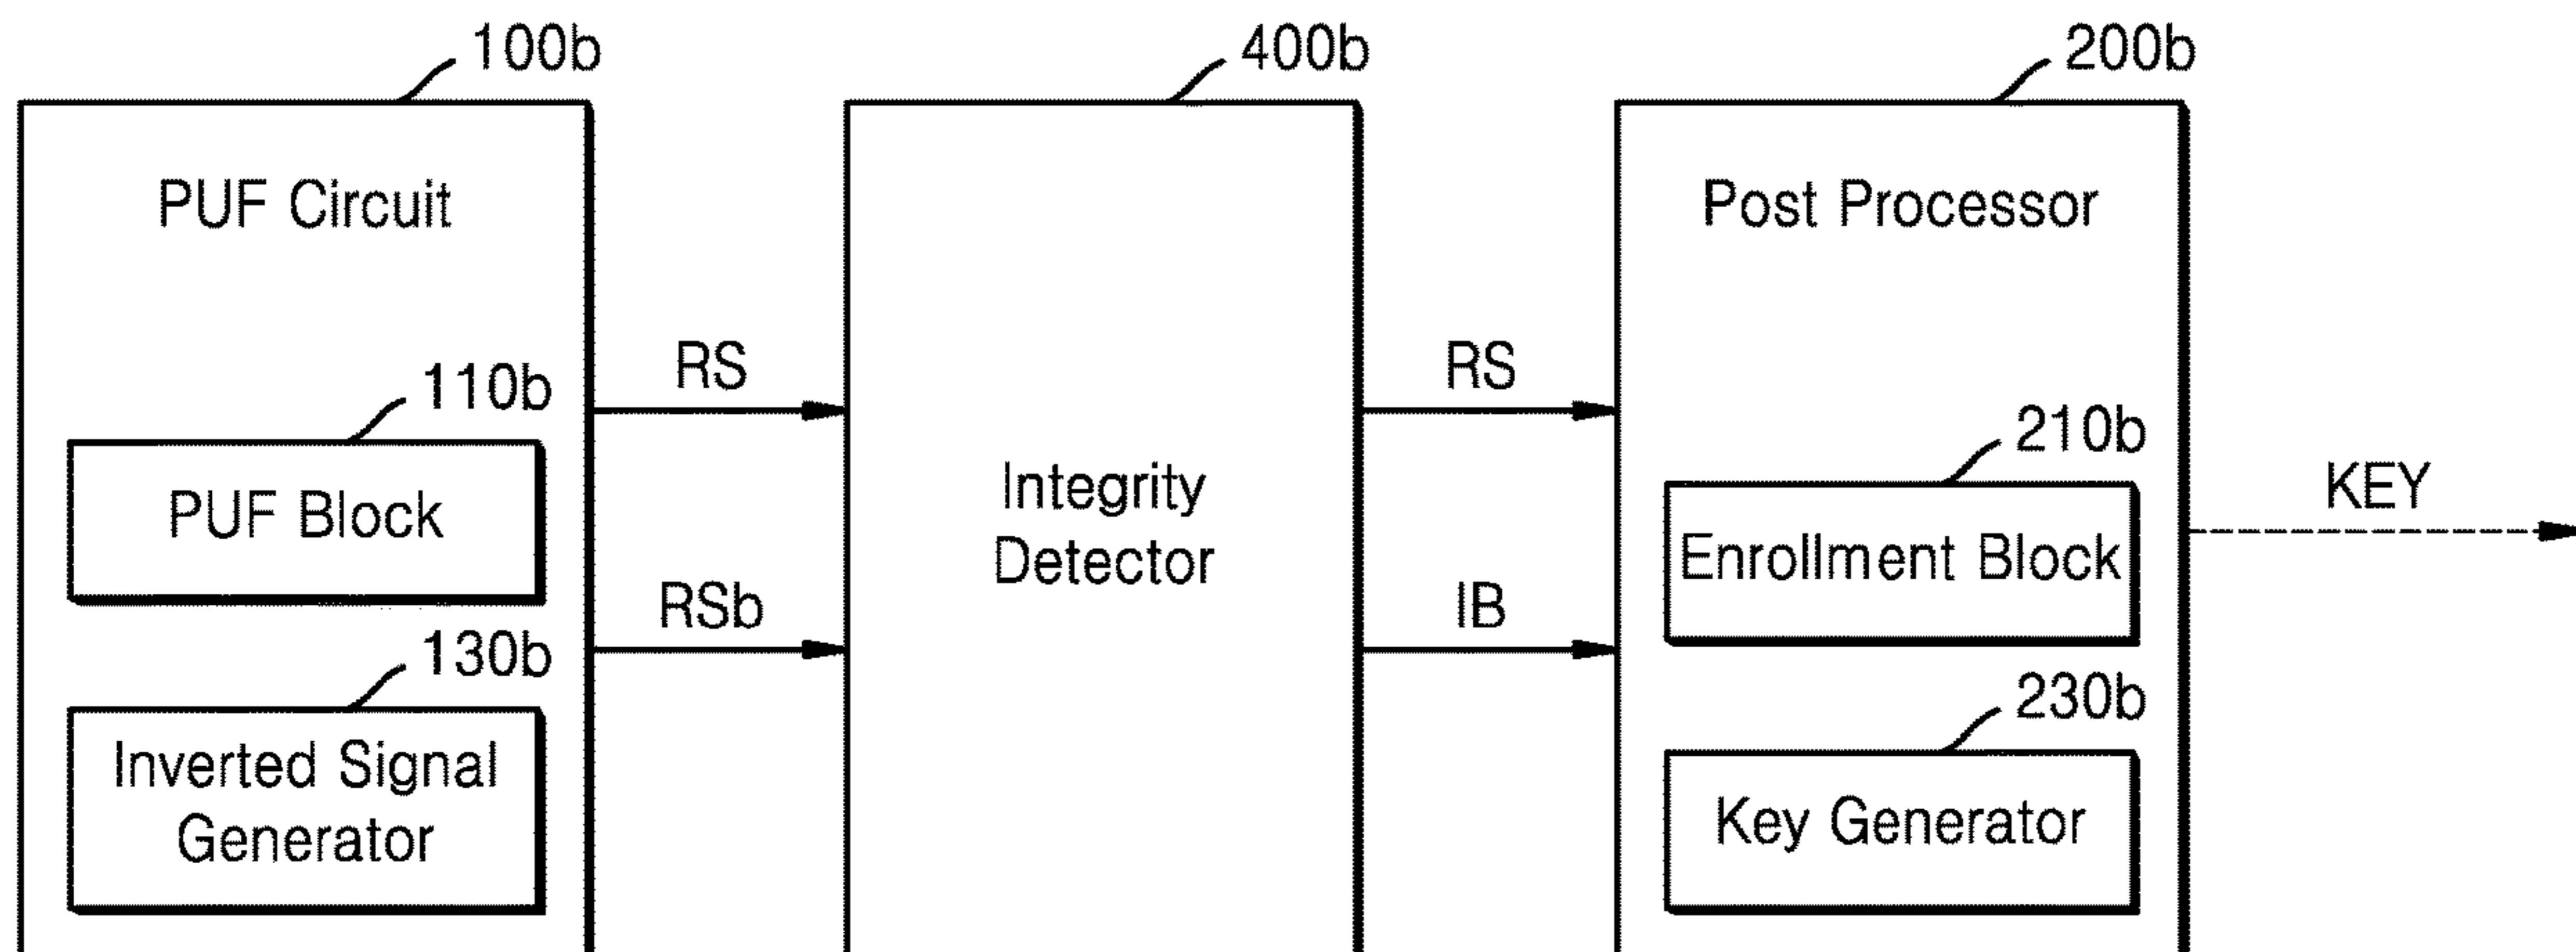 100b
400b
200b
PUF Circuit
Post Processor
RS
RS
110b
210b
PUF Block
Integrity
Detector
Enrollment Block
KEY
RSb
IB
130b
230b
Inverted Signal
Generator
Key Generator